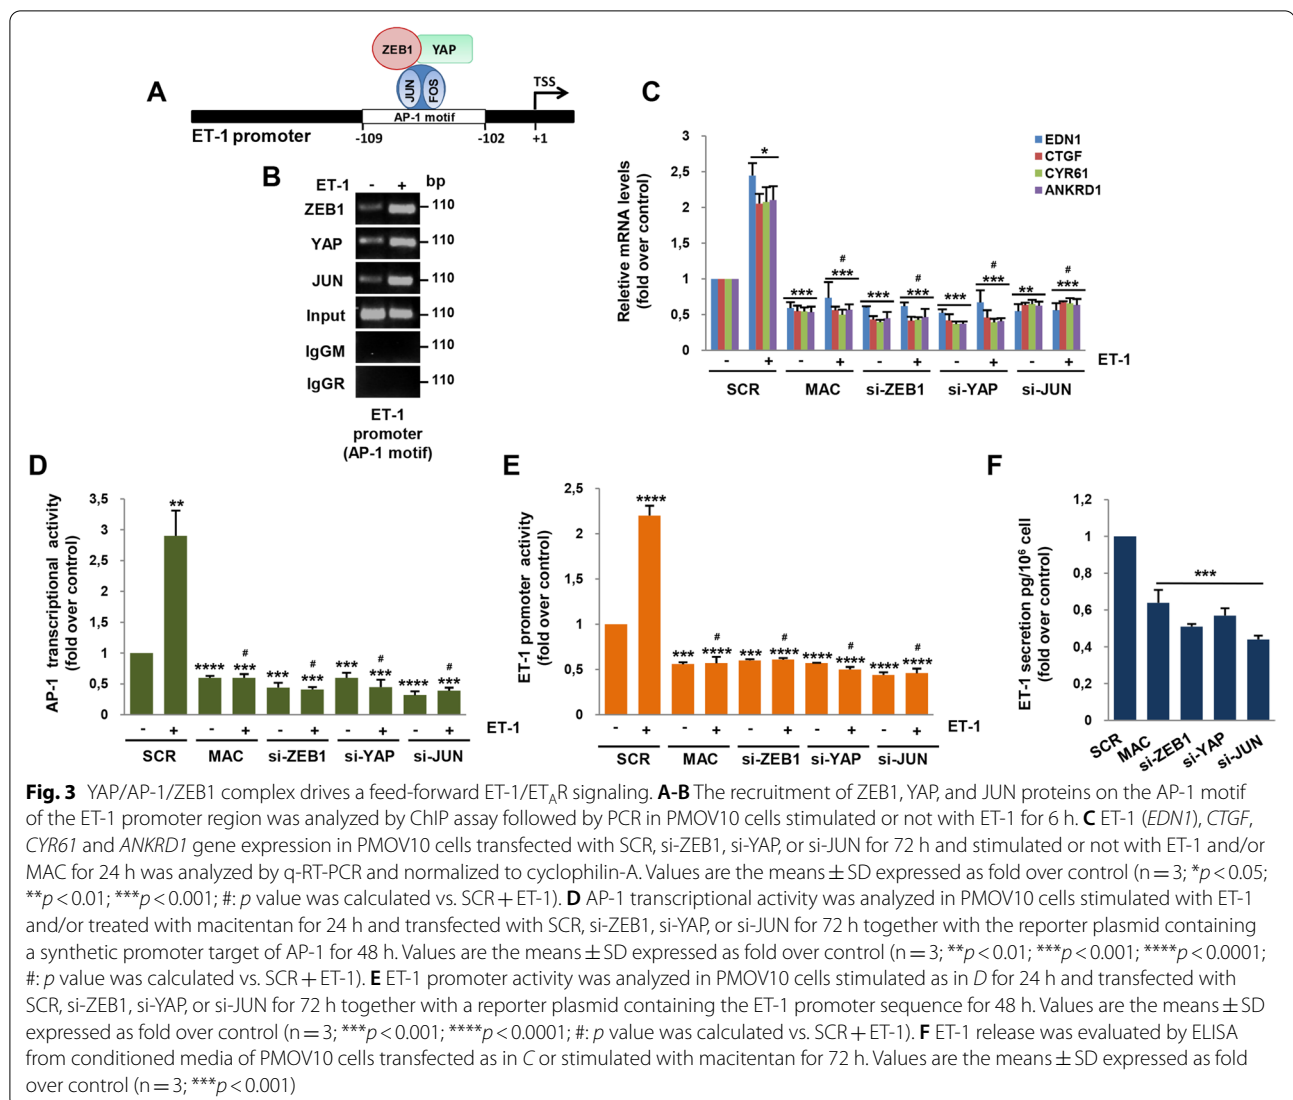 A
ZEB1
YAP
JUN
FOS
TSS
AP-1 motif
ET-1 promoter
-109
-102
+1
B
ET-1
-
+
bp
ZEB1
110
YAP
110
JUN
110
Input
110
IgGM
IgGR
110
ET-1
promoter
(AP-1 motif)
C
Reletive mRNA levels
(fold over control)
3
2,5
2
1,5
1
0,5
0
EDN1
CTGF
CYR61
ANKRD1
*
***
#
***
***
#
***
***
#
***
**
#
***
- + - + - + - + - +
ET-1
SCR MAC si-ZEB1 si-YAP si-JUN
D
AP-1 transcriptional activity
(fold over control)
3,5
3
2,5
2
1,5
1
0,5
0
**
****
#
***
***
#
***
***
#
***
****
#
***
- + - + - + - + - +
ET-1
SCR MAC si-ZEB1 si-YAP si-JUN
E
ET-1 promoter activity
(fold over control)
2,5
2
1,5
1
0,5
0
****
***
#
****
***
#
****
****
#
****
****
#
****
- + - + - + - + - +
ET-1
SCR MAC si-ZEB1 si-YAP si-JUN
F
ET-1 secretion pg/10⁶ cell
(fold over control)
1,2
1
0,8
0,6
0,4
0,2
0
***
SCR
MAC
si-ZEB1
si-YAP
si-JUN
Fig. 3 YAP/AP-1/ZEB1 complex drives a feed-forward ET-1/ET_AR signaling. A-B The recruitment of ZEB1, YAP, and JUN proteins on the AP-1 motif
of the ET-1 promoter region was analyzed by ChIP assay followed by PCR in PMOV10 cells stimulated or not with ET-1 for 6 h. C ET-1 (EDN1), CTGF,
CYR61 and ANKRD1 gene expression in PMOV10 cells transfected with SCR, si-ZEB1, si-YAP, or si-JUN for 72 h and stimulated or not with ET-1 and/or
MAC for 24 h was analyzed by q-RT-PCR and normalized to cyclophilin-A. Values are the means ± SD expressed as fold over control (n = 3; *p < 0.05;
**p < 0.01; ***p < 0.001; #: p value was calculated vs. SCR + ET-1). D AP-1 transcriptional activity was analyzed in PMOV10 cells stimulated with ET-1
and/or treated with macitentan for 24 h and transfected with SCR, si-ZEB1, si-YAP, or si-JUN for 72 h together with the reporter plasmid containing
a synthetic promoter target of AP-1 for 48 h. Values are the means ± SD expressed as fold over control (n = 3; **p < 0.01; ***p < 0.001; ****p < 0.0001;
#: p value was calculated vs. SCR + ET-1). E ET-1 promoter activity was analyzed in PMOV10 cells stimulated as in D for 24 h and transfected with
SCR, si-ZEB1, si-YAP, or si-JUN for 72 h together with a reporter plasmid containing the ET-1 promoter sequence for 48 h. Values are the means ± SD
expressed as fold over control (n = 3; ***p < 0.001; ****p < 0.0001; #: p value was calculated vs. SCR + ET-1). F ET-1 release was evaluated by ELISA
from conditioned media of PMOV10 cells transfected as in C or stimulated with macitentan for 72 h. Values are the means ± SD expressed as fold
over control (n = 3; ***p < 0.001)